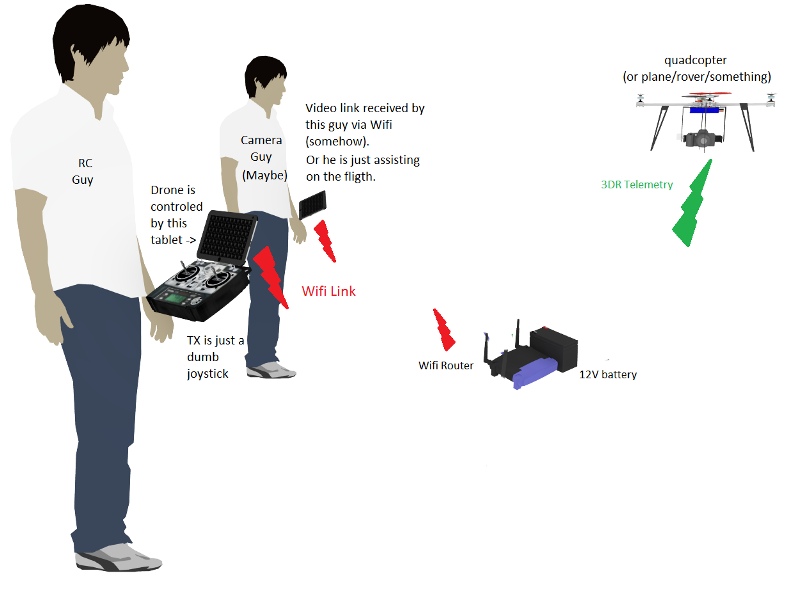 quadcopter
(or plane/rover/something)
Video link received by
this guy via Wifi
(somehow).
Or he is just assisting
on the fligth.
Camera
Guy
(Maybe)
RC
Guy
3DR Telemetry
Drone is
controled
by this
tablet ->
Wifi Link
TX is just a
dumb
joystick
Wifi Router
12V battery